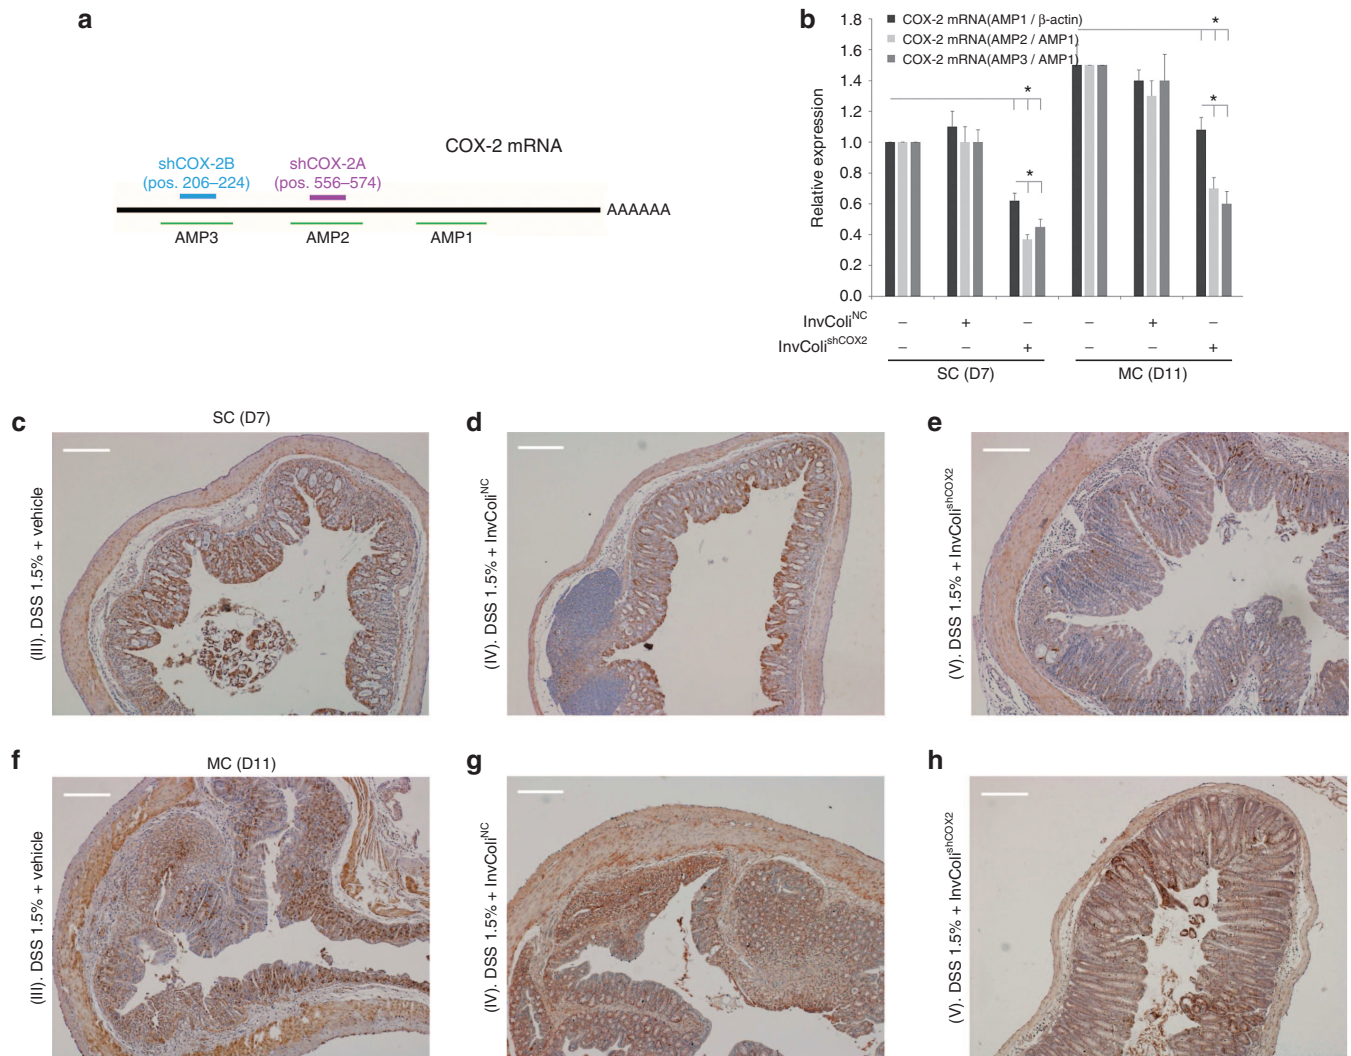 a
COX-2 mRNA
shCOX-2B
(pos. 206–224)
shCOX-2A
(pos. 556–574)
AAAAAA
AMP3
AMP2
AMP1
b
COX-2 mRNA(AMP1 / β-actin)
COX-2 mRNA(AMP2 / AMP1)
COX-2 mRNA(AMP3 / AMP1)
Relative expression
1.8
1.6
1.4
1.2
1.0
0.8
0.6
0.4
0.2
0.0
* * * *
InvColiNC – + – – + –
InvColishCOX2 – – + – – +
SC (D7)
MC (D11)
c
SC (D7)
(III). DSS 1.5% + vehicle
d
(IV). DSS 1.5% + InvColiNC
e
(V). DSS 1.5% + InvColishCOX2
f
MC (D11)
(III). DSS 1.5% + vehicle
g
(IV). DSS 1.5% + InvColiNC
h
(V). DSS 1.5% + InvColishCOX2